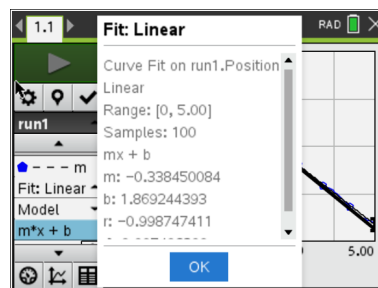 1.1
RAD
Fit: Linear
Curve Fit on run1.Position
Linear
Range: [0, 5.00]
Samples: 100
mx + b
m: −0.338450084
b: 1.869244393
r: −0.998747411
OK
run1
m
Fit: Linear
Model
m*x + b
5.00